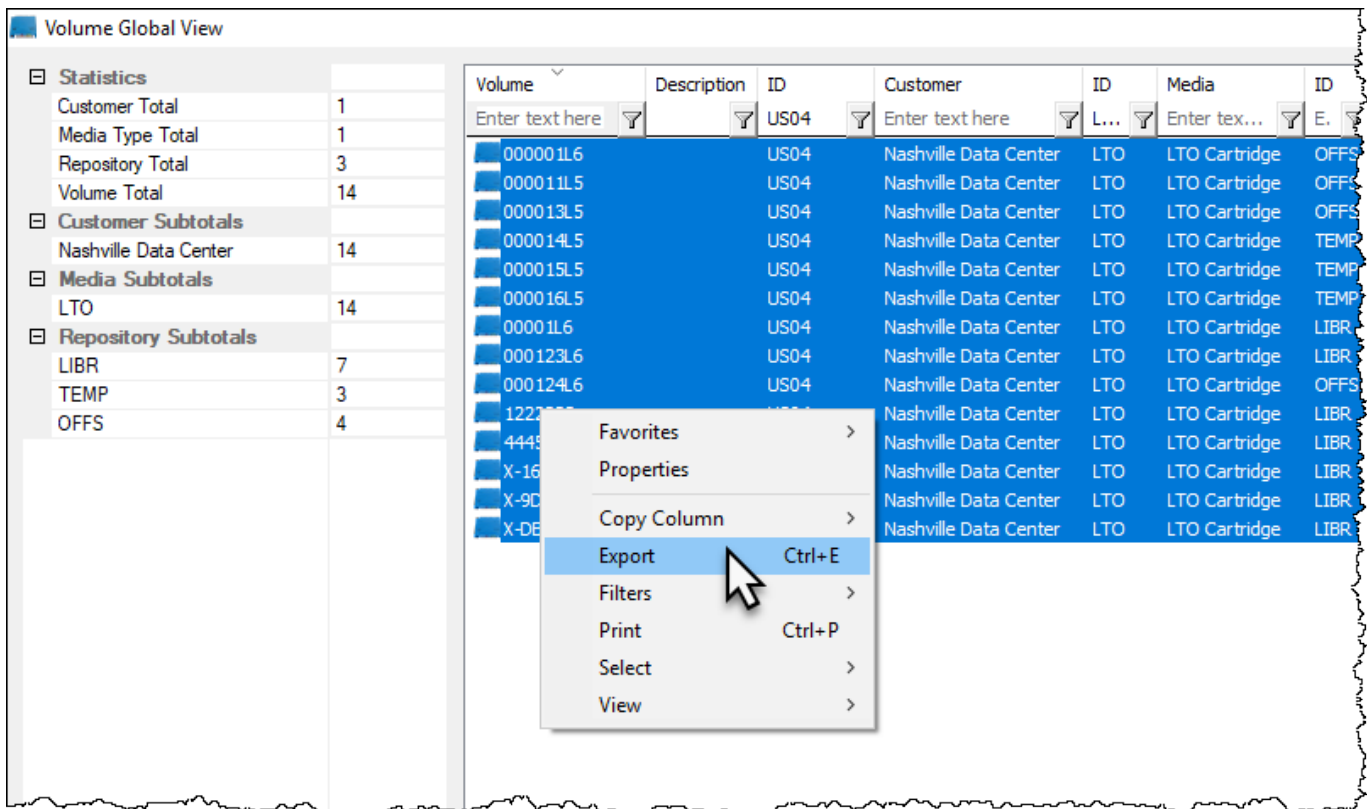 Volume Global View
Statistics
Customer Total 1
Media Type Total 1
Repository Total 3
Volume Total 14
Customer Subtotals
Nashville Data Center 14
Media Subtotals
LTO 14
Repository Subtotals
LIBR 7
TEMP 3
OFFS 4
Volume Description ID Customer ID Media ID
Enter text here US04 Enter text here L... Enter tex... E.
000001L6 US04 Nashville Data Center LTO LTO Cartridge OFFS
000011L5 US04 Nashville Data Center LTO LTO Cartridge OFFS
000013L5 US04 Nashville Data Center LTO LTO Cartridge OFFS
000014L5 US04 Nashville Data Center LTO LTO Cartridge TEMP
000015L5 US04 Nashville Data Center LTO LTO Cartridge TEMP
000016L5 US04 Nashville Data Center LTO LTO Cartridge TEMP
00001L6 US04 Nashville Data Center LTO LTO Cartridge LIBR
000123L6 US04 Nashville Data Center LTO LTO Cartridge LIBR
000124L6 US04 Nashville Data Center LTO LTO Cartridge OFFS
Nashville Data Center LTO LTO Cartridge LIBR
4445 Nashville Data Center LTO LTO Cartridge LIBR
X-16 Nashville Data Center LTO LTO Cartridge LIBR
X-9D Nashville Data Center LTO LTO Cartridge LIBR
X-DE Nashville Data Center LTO LTO Cartridge LIBR
Favorites
Properties
Copy Column
Export Ctrl+E
Filters
Print Ctrl+P
Select
View